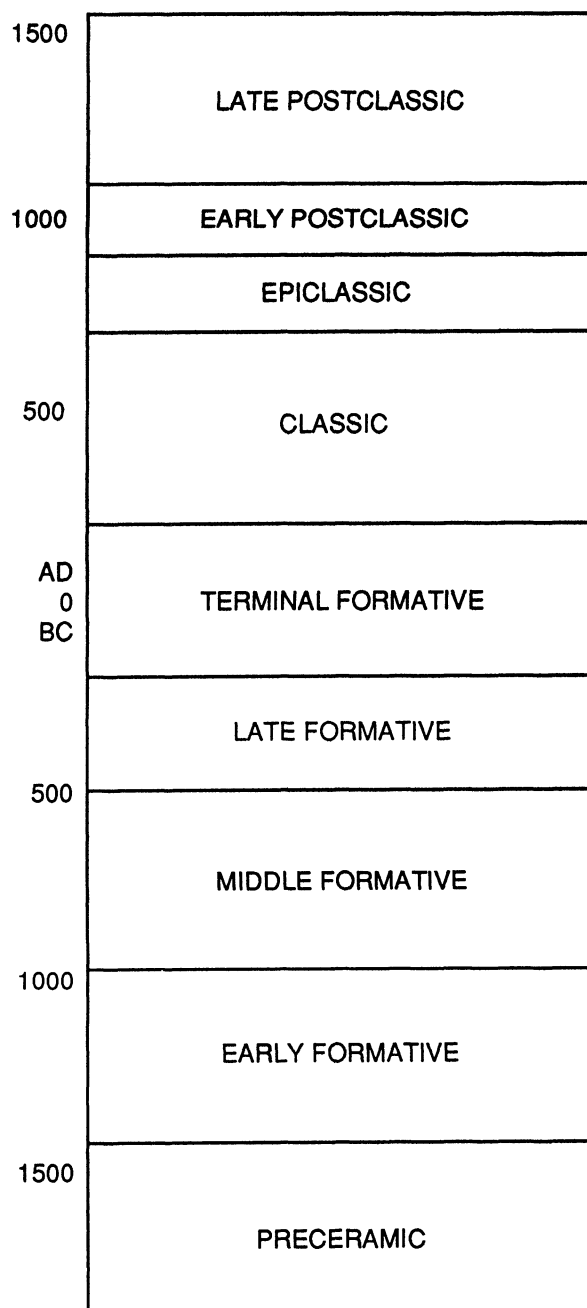 1500
LATE POSTCLASSIC
1000
EARLY POSTCLASSIC
EPICLASSIC
500
CLASSIC
AD
0
BC
TERMINAL FORMATIVE
LATE FORMATIVE
500
MIDDLE FORMATIVE
1000
EARLY FORMATIVE
1500
PRECERAMIC